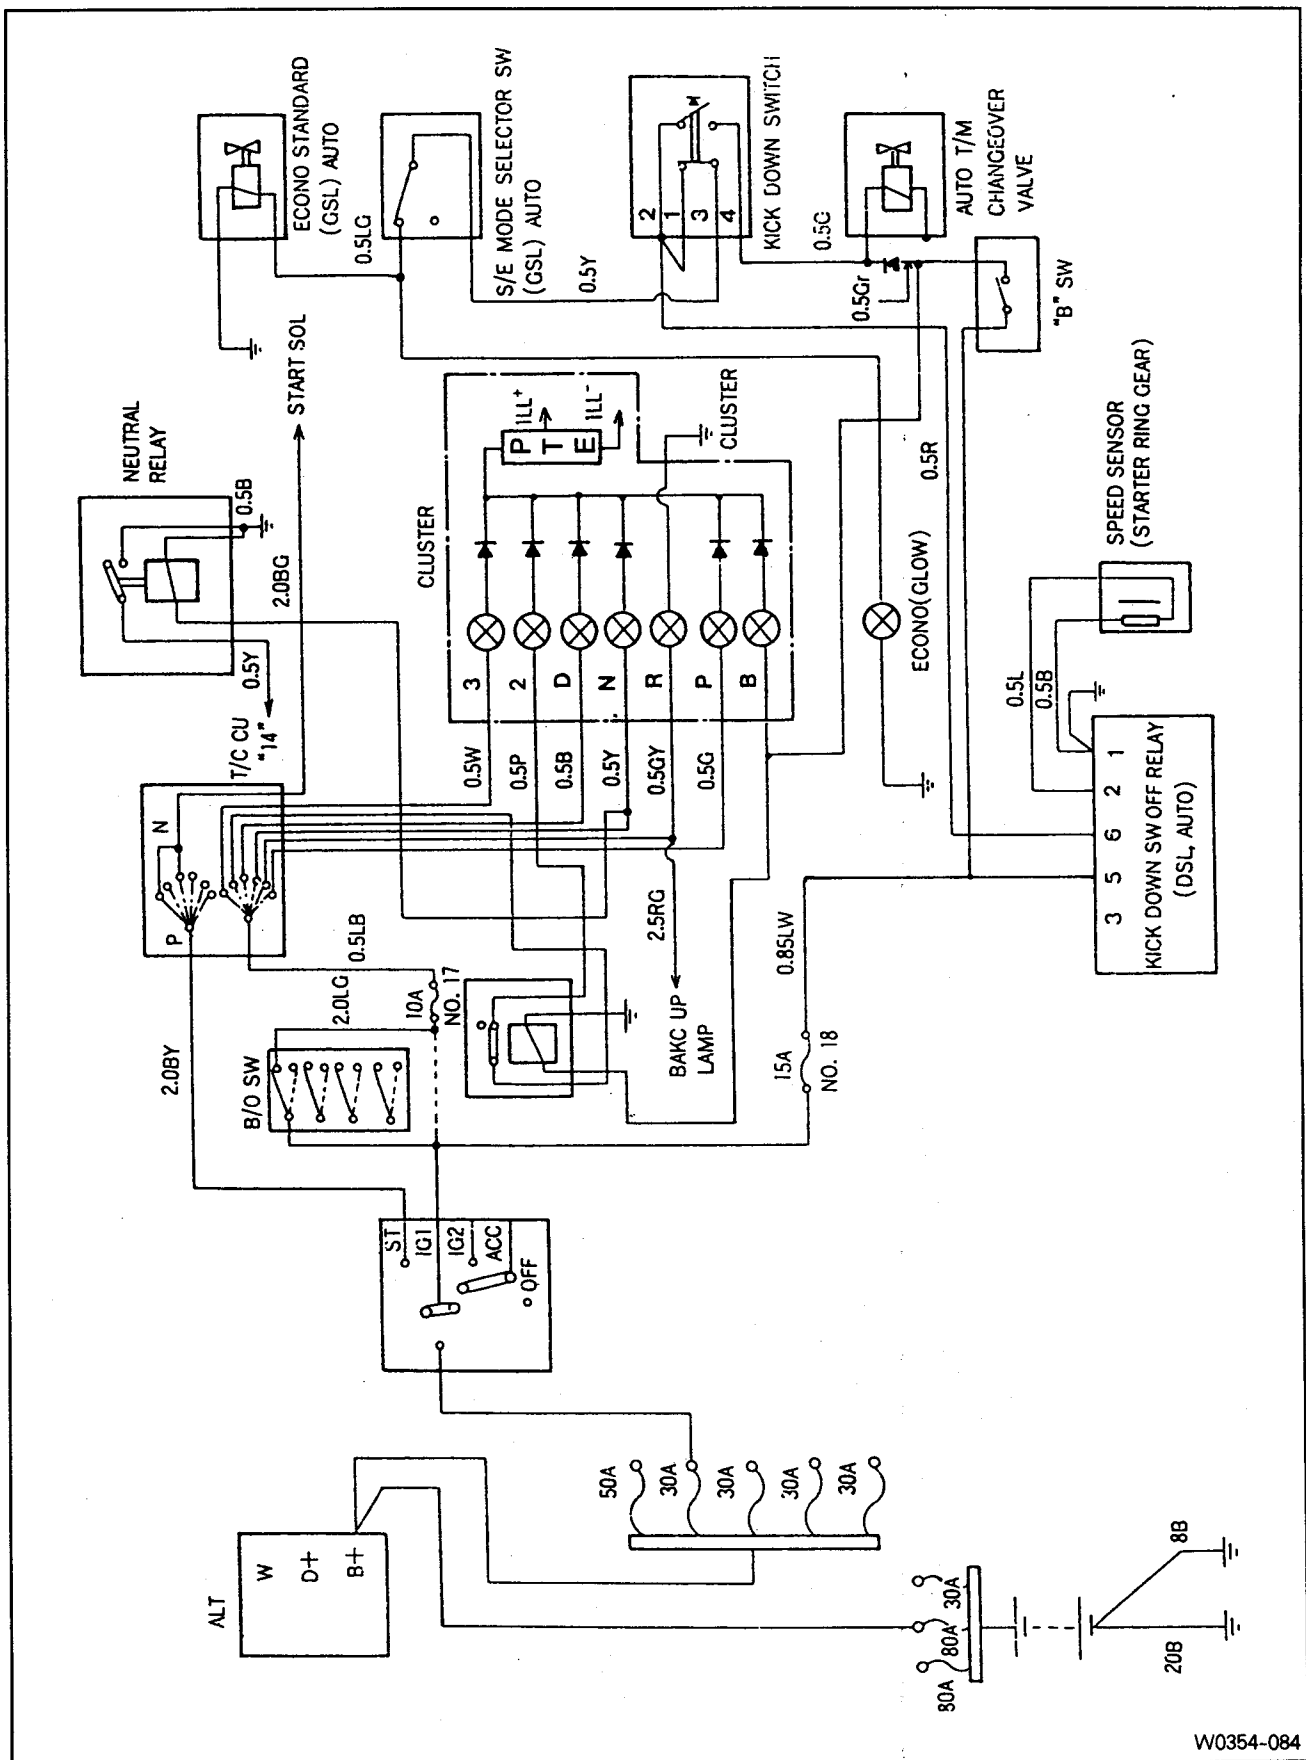 ALT
W
D+
B+
50A
30A
30A
30A
30A
80A
80A
30A
20B
8B
ST
IG1
IG2
ACC
OFF
2.0BY
B/O SW
2.0LG
0.5LB
10A
NO. 17
15A
NO. 18
0.85LW
BAKC UP
LAMP
2.5RG
P
N
T/C CU
"14"
0.5Y
NEUTRAL
RELAY
0.5B
2.0BG
START SOL
ECONO STANDARD
(GSL) AUTO
0.5LG
S/E MODE SELECTOR SW
(GSL) AUTO
0.5Y
2
1
3
4
KICK DOWN SWITCH
0.5G
0.5Gr
AUTO T/M
CHANGEOVER
VALVE
"B" SW
CLUSTER
P T E
ILL+
ILL-
CLUSTER
3
2
D
N
R
P
B
0.5W
0.5P
0.5B
0.5Y
0.5GY
0.5G
0.5R
ECONO(GLOW)
SPEED SENSOR
(STARTER RING GEAR)
0.5L
0.5B
3 5 6 2 1
KICK DOWN SW OFF RELAY
(DSL, AUTO)
W0354-084